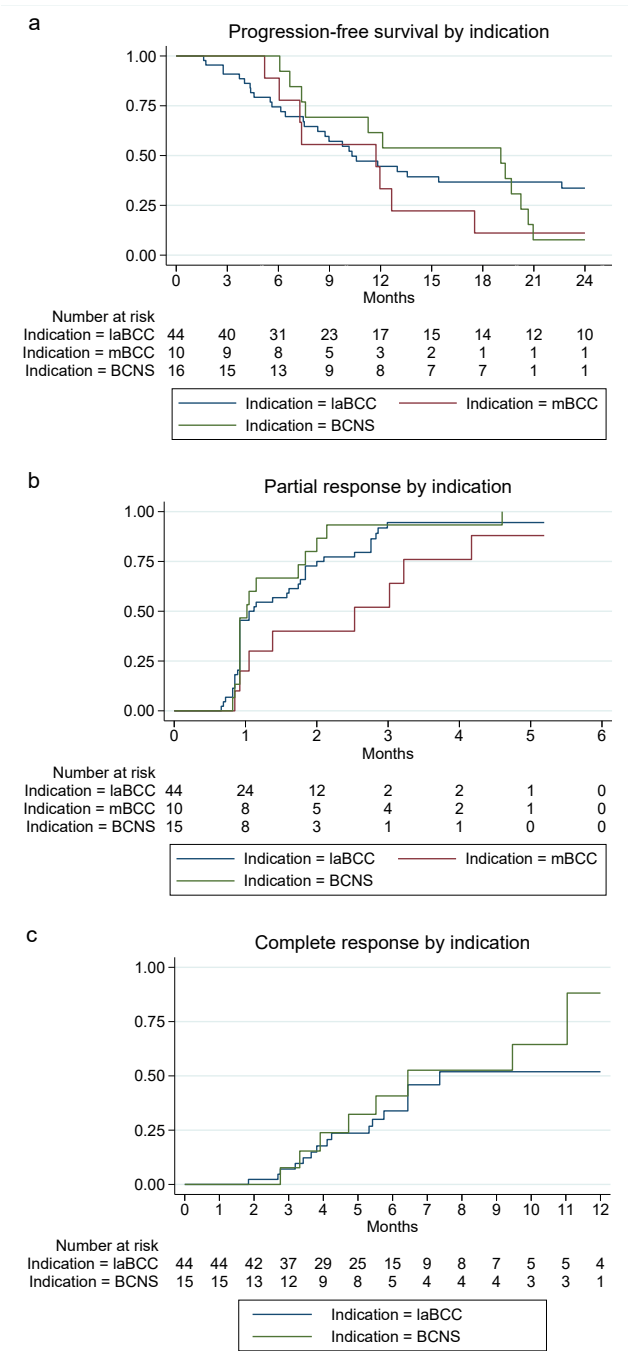 a
Progression-free survival by indication
1.00
0.75
0.50
0.25
0.00
0 3 6 9 12 15 18 21 24
Months
Number at risk
Indication = laBCC 44 40 31 23 17 15 14 12 10
Indication = mBCC 10 9 8 5 3 2 1 1 1
Indication = BCNS 16 15 13 9 8 7 7 1 1
Indication = laBCC Indication = mBCC
Indication = BCNS
b
Partial response by indication
1.00
0.75
0.50
0.25
0.00
0 1 2 3 4 5 6
Months
Number at risk
Indication = laBCC 44 24 12 2 2 1 0
Indication = mBCC 10 8 5 4 2 1 0
Indication = BCNS 15 8 3 1 1 0 0
Indication = laBCC Indication = mBCC
Indication = BCNS
c
Complete response by indication
1.00
0.75
0.50
0.25
0.00
0 1 2 3 4 5 6 7 8 9 10 11 12
Months
Number at risk
Indication = laBCC 44 44 42 37 29 25 15 9 8 7 5 5 4
Indication = BCNS 15 15 13 12 9 8 5 4 4 4 3 3 1
Indication = laBCC
Indication = BCNS